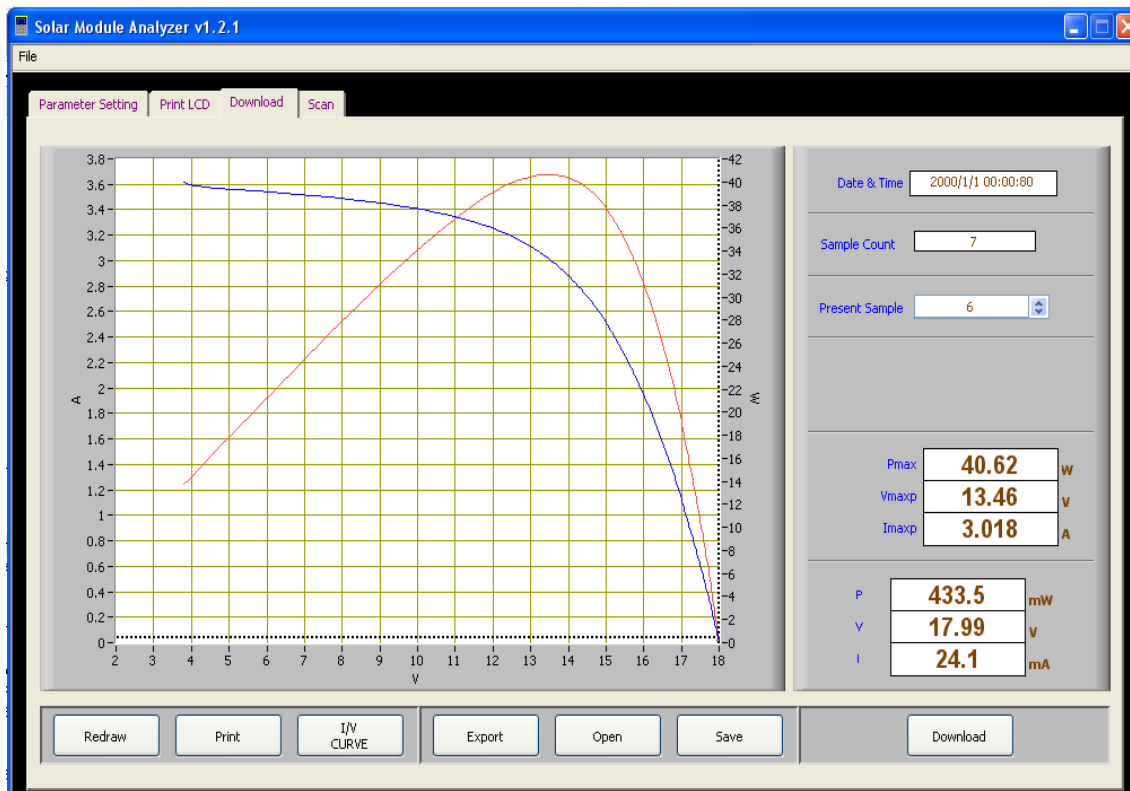 Solar Module Analyzer v1.2.1
File
Parameter Setting Print LCD Download Scan
3.8
3.6
3.4
3.2
3
2.8
2.6
2.4
2.2
2
1.8
1.6
1.4
1.2
1
0.8
0.6
0.4
0.2
0
A
42
40
38
36
34
32
30
28
26
24
22
20
18
16
14
12
10
8
6
4
2
0
W
2 3 4 5 6 7 8 9 10 11 12 13 14 15 16 17 18
V
Date & Time 2000/1/1 00:00:80
Sample Count 7
Present Sample 6
Pmax 40.62 W
Vmaxp 13.46 V
Imaxp 3.018 A
P 433.5 mW
V 17.99 V
I 24.1 mA
Redraw Print I/V CURVE Export Open Save Download